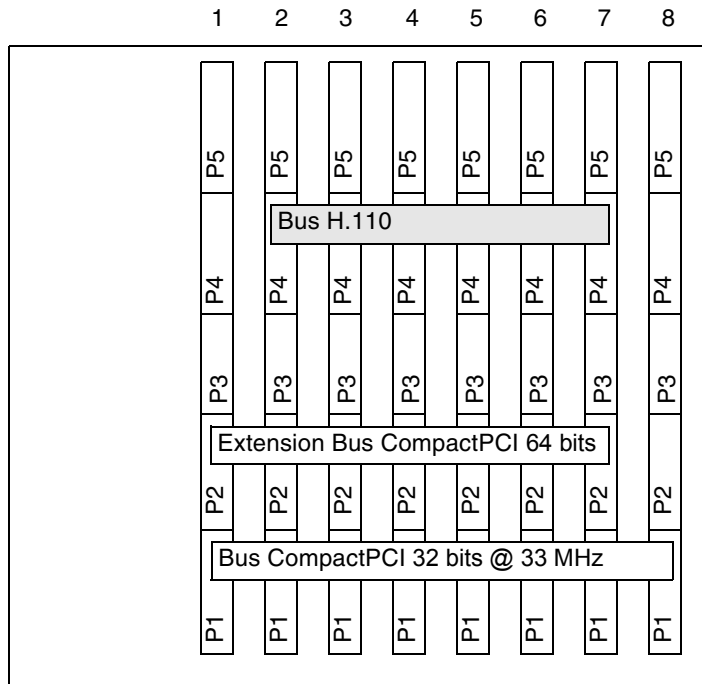 1 2 3 4 5 6 7 8
P5 P5 P5 P5 P5 P5 P5 P5
Bus H.110
P4 P4 P4 P4 P4 P4 P4 P4
P3 P3 P3 P3 P3 P3 P3 P3
Extension Bus CompactPCI 64 bits
P2 P2 P2 P2 P2 P2 P2 P2
Bus CompactPCI 32 bits @ 33 MHz
P1 P1 P1 P1 P1 P1 P1 P1